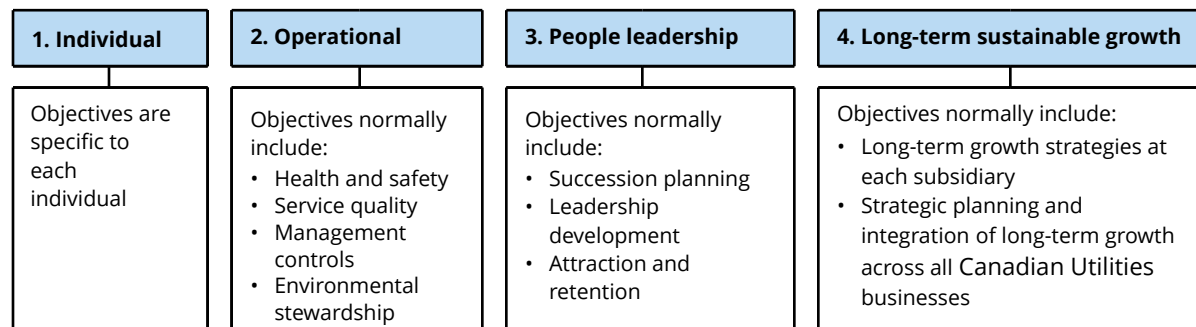 1. Individual
Objectives are
specific to
each
individual
2. Operational
Objectives normally
include:
• Health and safety
• Service quality
• Management
controls
• Environmental
stewardship
3. People leadership
Objectives normally
include:
• Succession planning
• Leadership
development
• Attraction and
retention
4. Long-term sustainable growth
Objectives normally include:
• Long-term growth strategies at
each subsidiary
• Strategic planning and
integration of long-term growth
across all Canadian Utilities
businesses